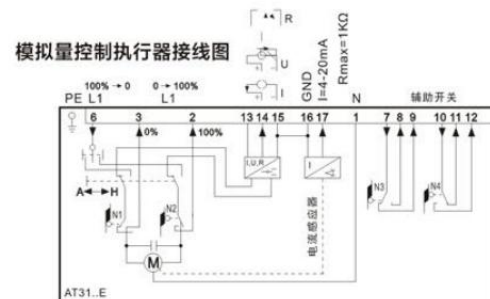 模拟量控制执行器接线图
R
U
I
GND
I=4-20mA
Rmax=1KΩ
100%→0 0→100%
PE L1 L1 N 辅助开关
6 3 2 13 14 15 16 17 1 7 8 9 10 11 12
0% 100%
I,U,R I
A H
N1 N2 N3 N4
电流感应器
M
AT31..E